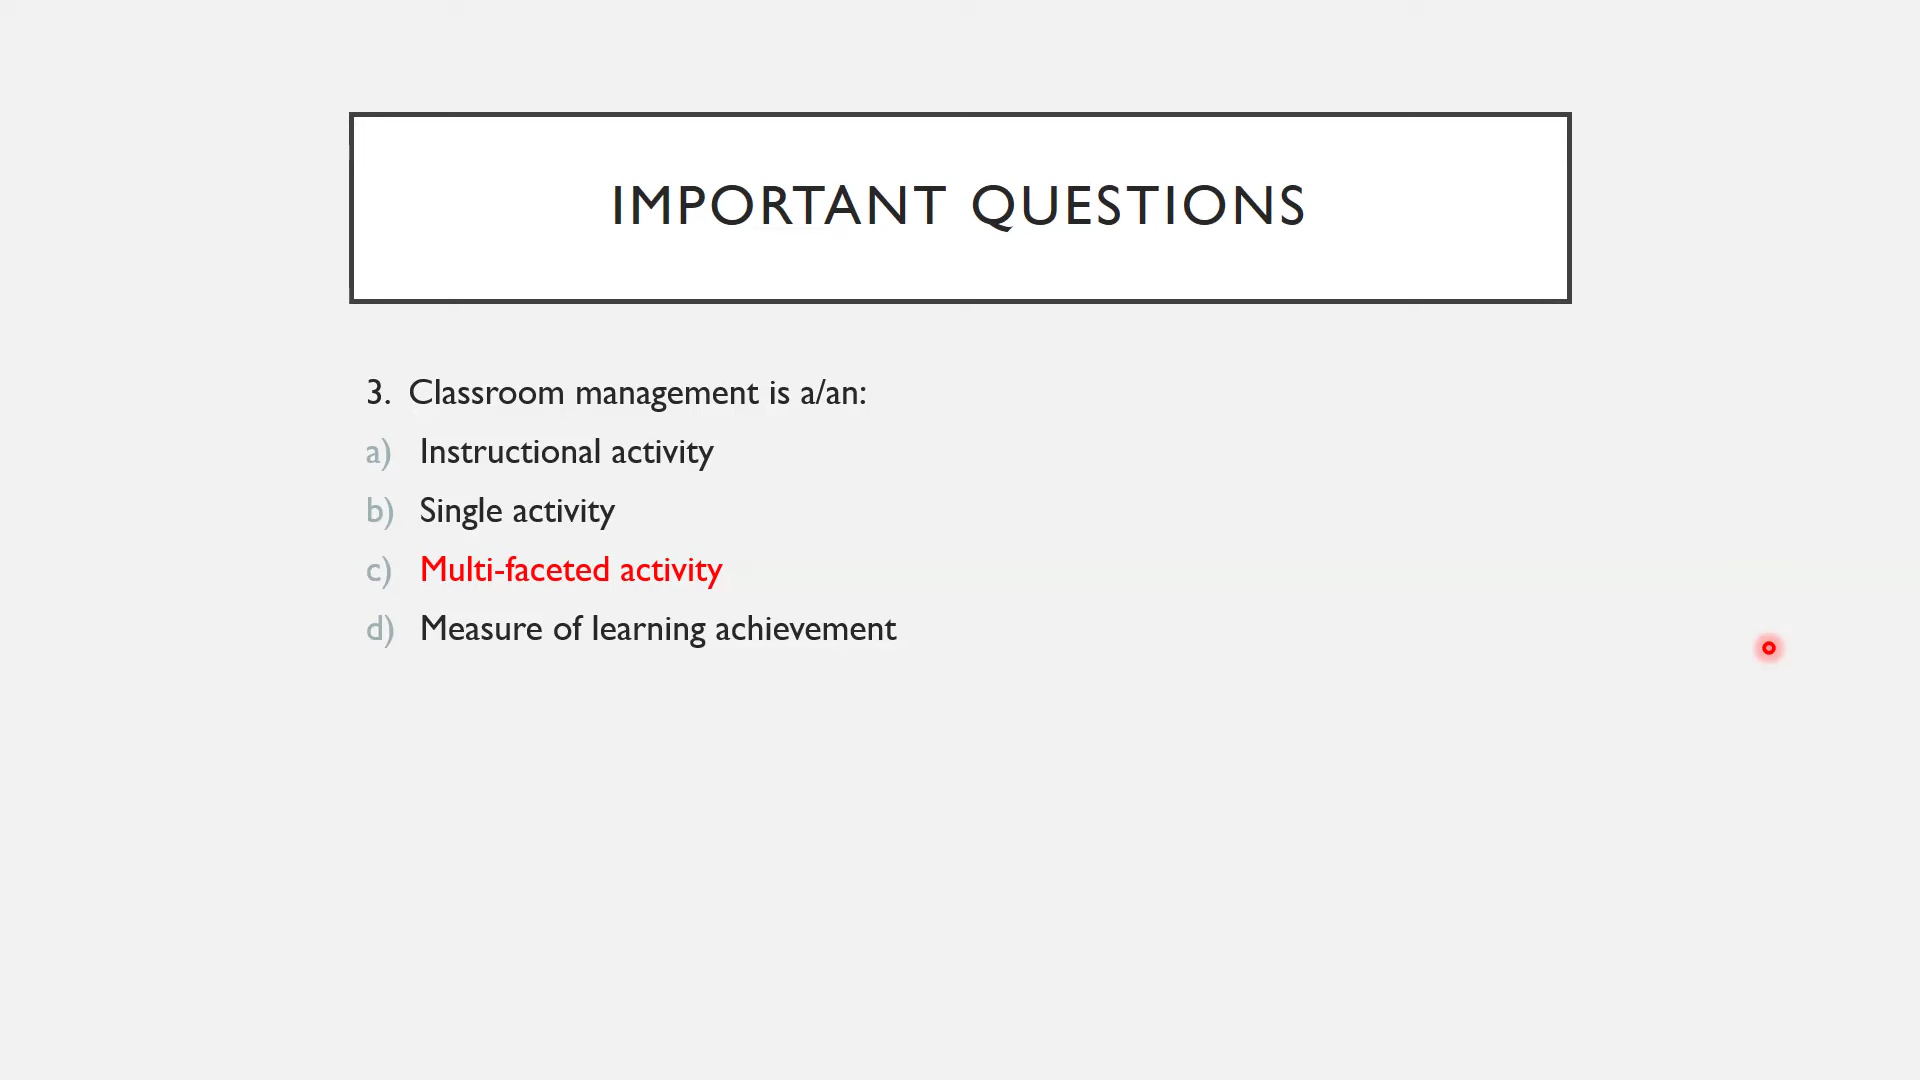 IMPORTANT QUESTIONS
3. Classroom management is a/an:
a) Instructional activity
b) Single activity
c) Multi-faceted activity
d) Measure of learning achievement